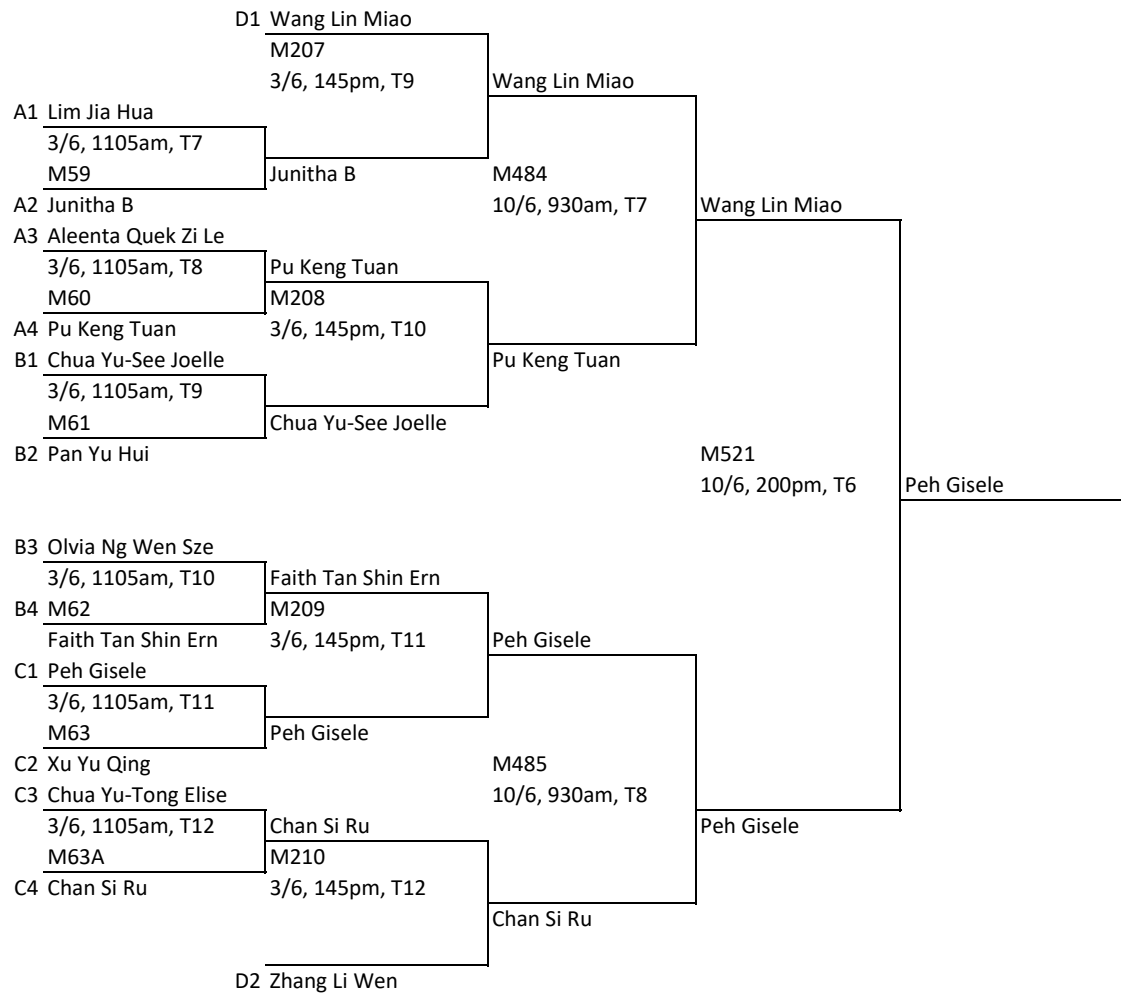 D1 Wang Lin Miao
M207
3/6, 145pm, T9 Wang Lin Miao
A1 Lim Jia Hua
3/6, 1105am, T7
M59 Junitha B M484
A2 Junitha B 10/6, 930am, T7 Wang Lin Miao
A3 Aleenta Quek Zi Le
3/6, 1105am, T8 Pu Keng Tuan
M60 M208
A4 Pu Keng Tuan 3/6, 145pm, T10
B1 Chua Yu-See Joelle Pu Keng Tuan
3/6, 1105am, T9
M61 Chua Yu-See Joelle
B2 Pan Yu Hui M521
10/6, 200pm, T6 Peh Gisele
B3 Olvia Ng Wen Sze
3/6, 1105am, T10 Faith Tan Shin Ern
B4 M62 M209
Faith Tan Shin Ern 3/6, 145pm, T11 Peh Gisele
C1 Peh Gisele
3/6, 1105am, T11
M63 Peh Gisele
C2 Xu Yu Qing M485
C3 Chua Yu-Tong Elise 10/6, 930am, T8
3/6, 1105am, T12 Chan Si Ru Peh Gisele
M63A M210
C4 Chan Si Ru 3/6, 145pm, T12
Chan Si Ru
D2 Zhang Li Wen